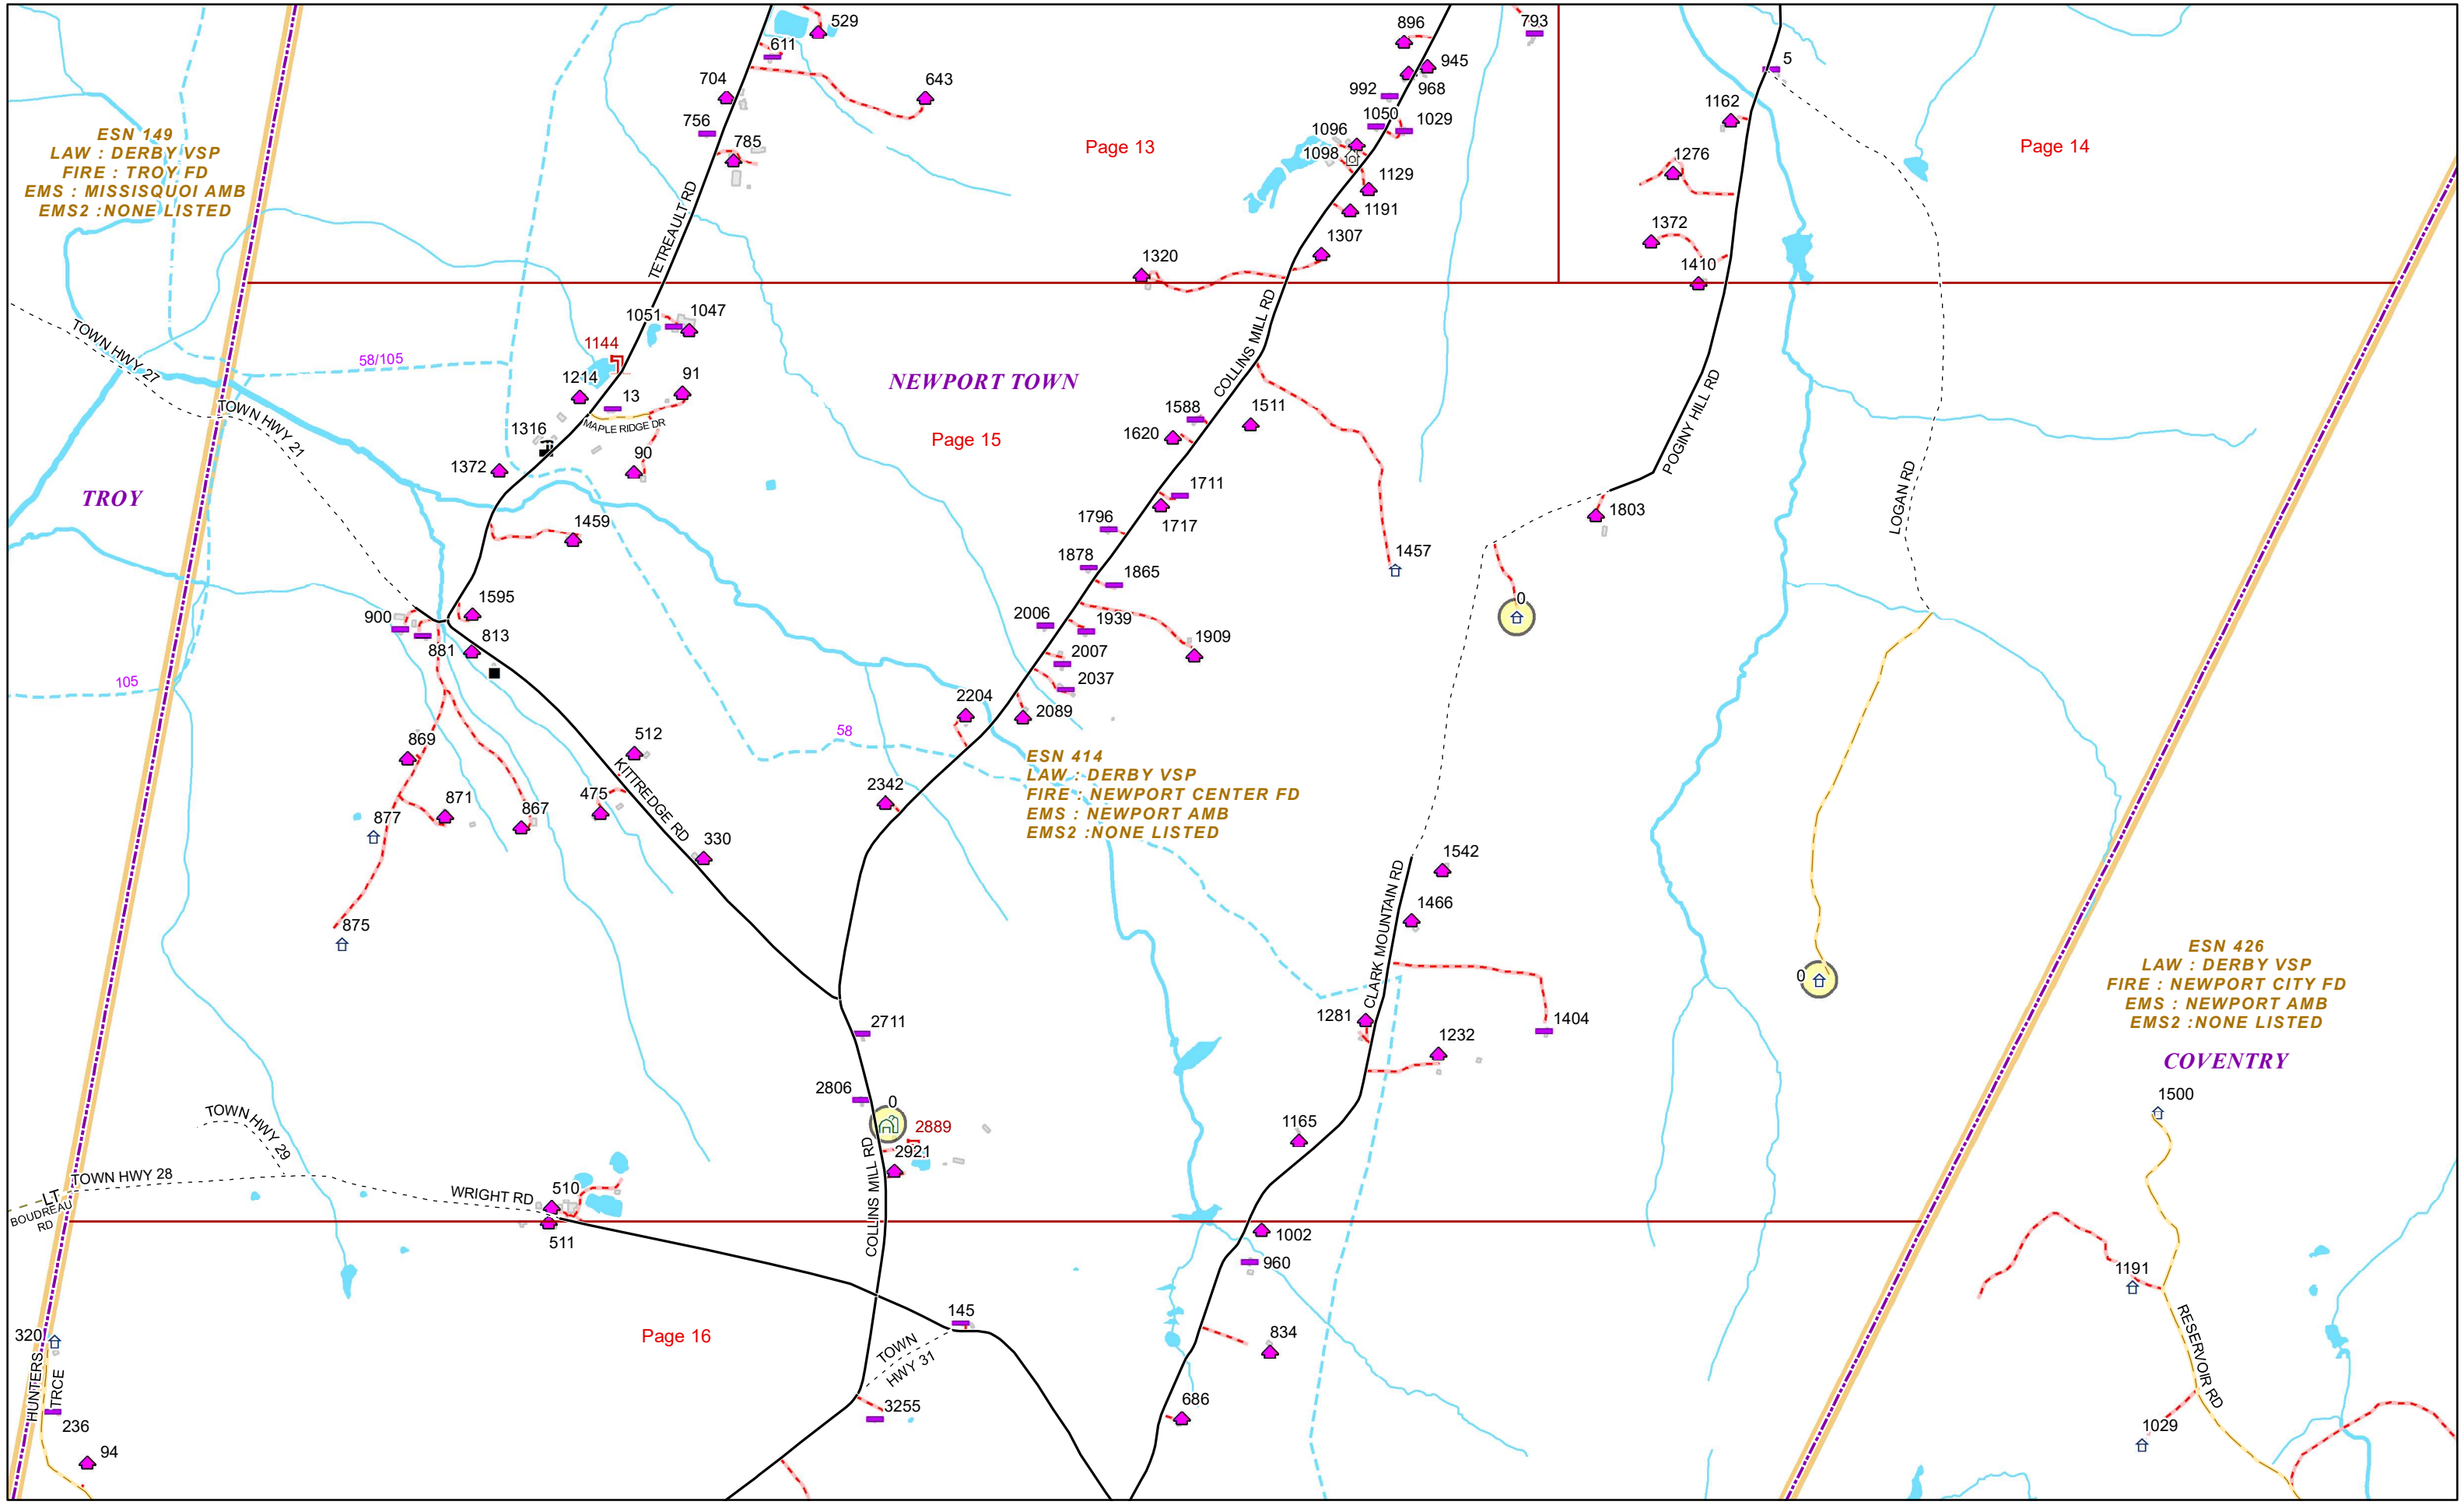 529
611
643
704
756
785
896
793
945
992
968
1050
1029
1096
1098
1129
1191
1307
1320
5
1162
1276
1372
1410
Page 13
Page 14
ESN 149
LAW : DERBY VSP
FIRE : TROY FD
EMS : MISSISQUOI AMB
EMS2 :NONE LISTED
TETREAULT RD
1051
1047
1144
1214
13
91
MAPLE RIDGE DR
1316
90
1372
1459
TOWN HWY 27
TOWN HWY 21
58/105
TROY
NEWPORT TOWN
Page 15
COLLINS MILL RD
1588
1511
1620
1711
1717
1796
1457
1878
1865
2006
1939
1909
2007
2037
2089
2204
2342
POGINY HILL RD
1803
LOGAN RD
0
1595
900
813
881
105
58
869
871
877
867
875
512
475
KITTREDGE RD
330
ESN 414
LAW : DERBY VSP
FIRE : NEWPORT CENTER FD
EMS : NEWPORT AMB
EMS2 :NONE LISTED
1542
1466
CLARK MOUNTAIN RD
1281
1404
1232
1165
0
ESN 426
LAW : DERBY VSP
FIRE : NEWPORT CITY FD
EMS : NEWPORT AMB
EMS2 :NONE LISTED
COVENTRY
1500
2711
2806
0
2889
2921
COLLINS MILL RD
TOWN HWY 29
TOWN HWY 28
LT
BOUDREAU
RD
WRIGHT RD
510
511
1002
960
834
686
1191
RESERVOIR RD
1029
Page 16
145
TOWN
HWY 31
3255
320
HUNTERS
TRCE
236
94